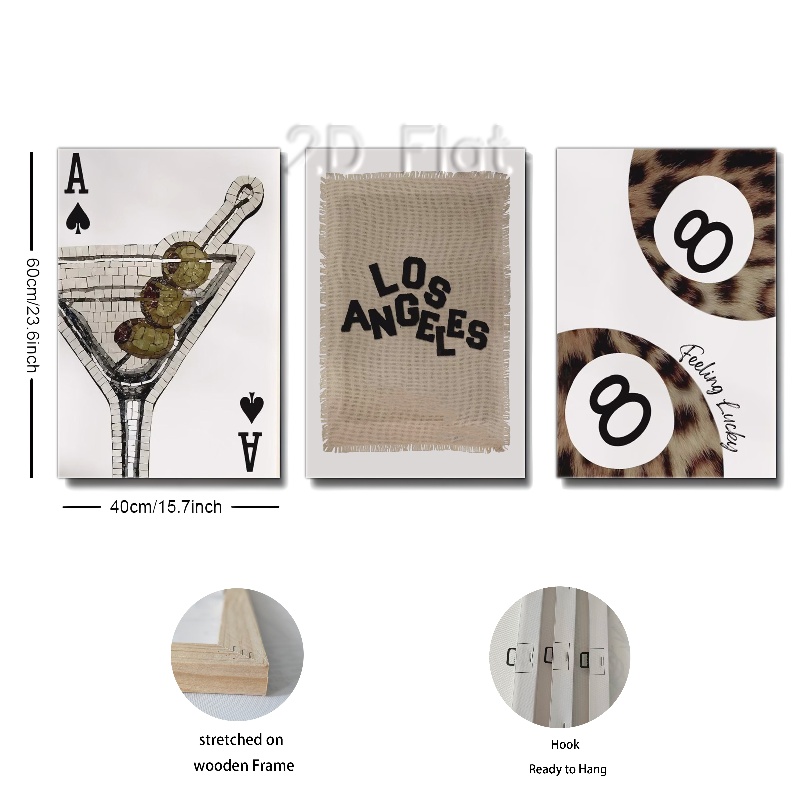 2D Flat
A
60cm/23.6inch
LOS
ANGELES
8
8
Feeling Lucky
A
40cm/15.7inch
stretched on
wooden Frame
Hook
Ready to Hang